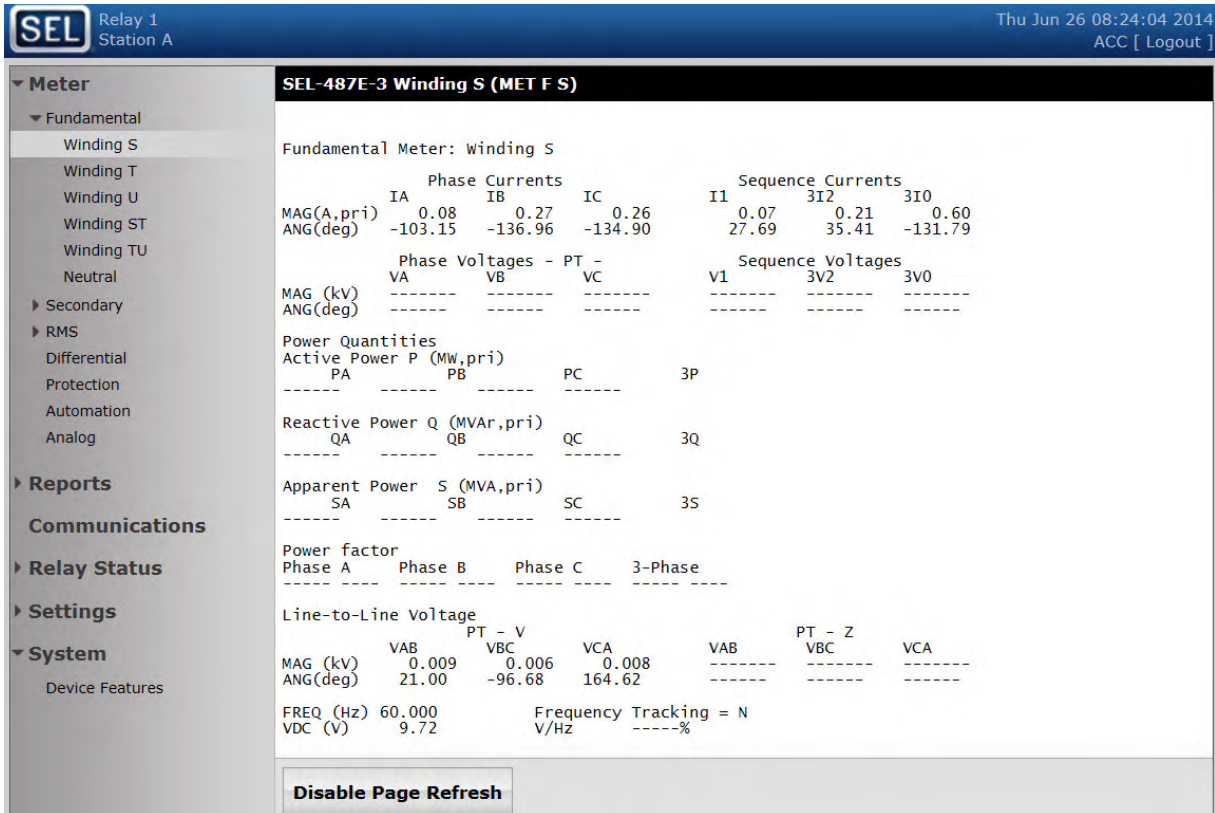 SEL Relay 1
Station A
Thu Jun 26 08:24:04 2014
ACC [ Logout ]
Meter
Fundamental
Winding S
Winding T
Winding U
Winding ST
Winding TU
Neutral
Secondary
RMS
Differential
Protection
Automation
Analog
Reports
Communications
Relay Status
Settings
System
Device Features
SEL-487E-3 Winding S (MET F S)
Fundamental Meter: Winding S
Phase Currents Sequence Currents
IA IB IC I1 3I2 3I0
MAG(A,pri) 0.08 0.27 0.26 0.07 0.21 0.60
ANG(deg) -103.15 -136.96 -134.90 27.69 35.41 -131.79
Phase Voltages - PT - Sequence Voltages
VA VB VC V1 3V2 3V0
MAG (kV) ------- ------- ------- ------- ------- -------
ANG(deg) ------ ------ ------ ------ ------ ------
Power Quantities
Active Power P (MW,pri)
PA PB PC 3P
------ ------ ------ ------
Reactive Power Q (MVAr,pri)
QA QB QC 3Q
------ ------ ------ ------
Apparent Power S (MVA,pri)
SA SB SC 3S
------ ------ ------ ------
Power factor
Phase A Phase B Phase C 3-Phase
----- ---- ----- ---- ----- ---- ----- ----
Line-to-Line Voltage
PT - V PT - Z
VAB VBC VCA VAB VBC VCA
MAG (kV) 0.009 0.006 0.008 ------- ------- -------
ANG(deg) 21.00 -96.68 164.62 ------ ------ ------
FREQ (Hz) 60.000 Frequency Tracking = N
VDC (V) 9.72 V/Hz -----%
Disable Page Refresh